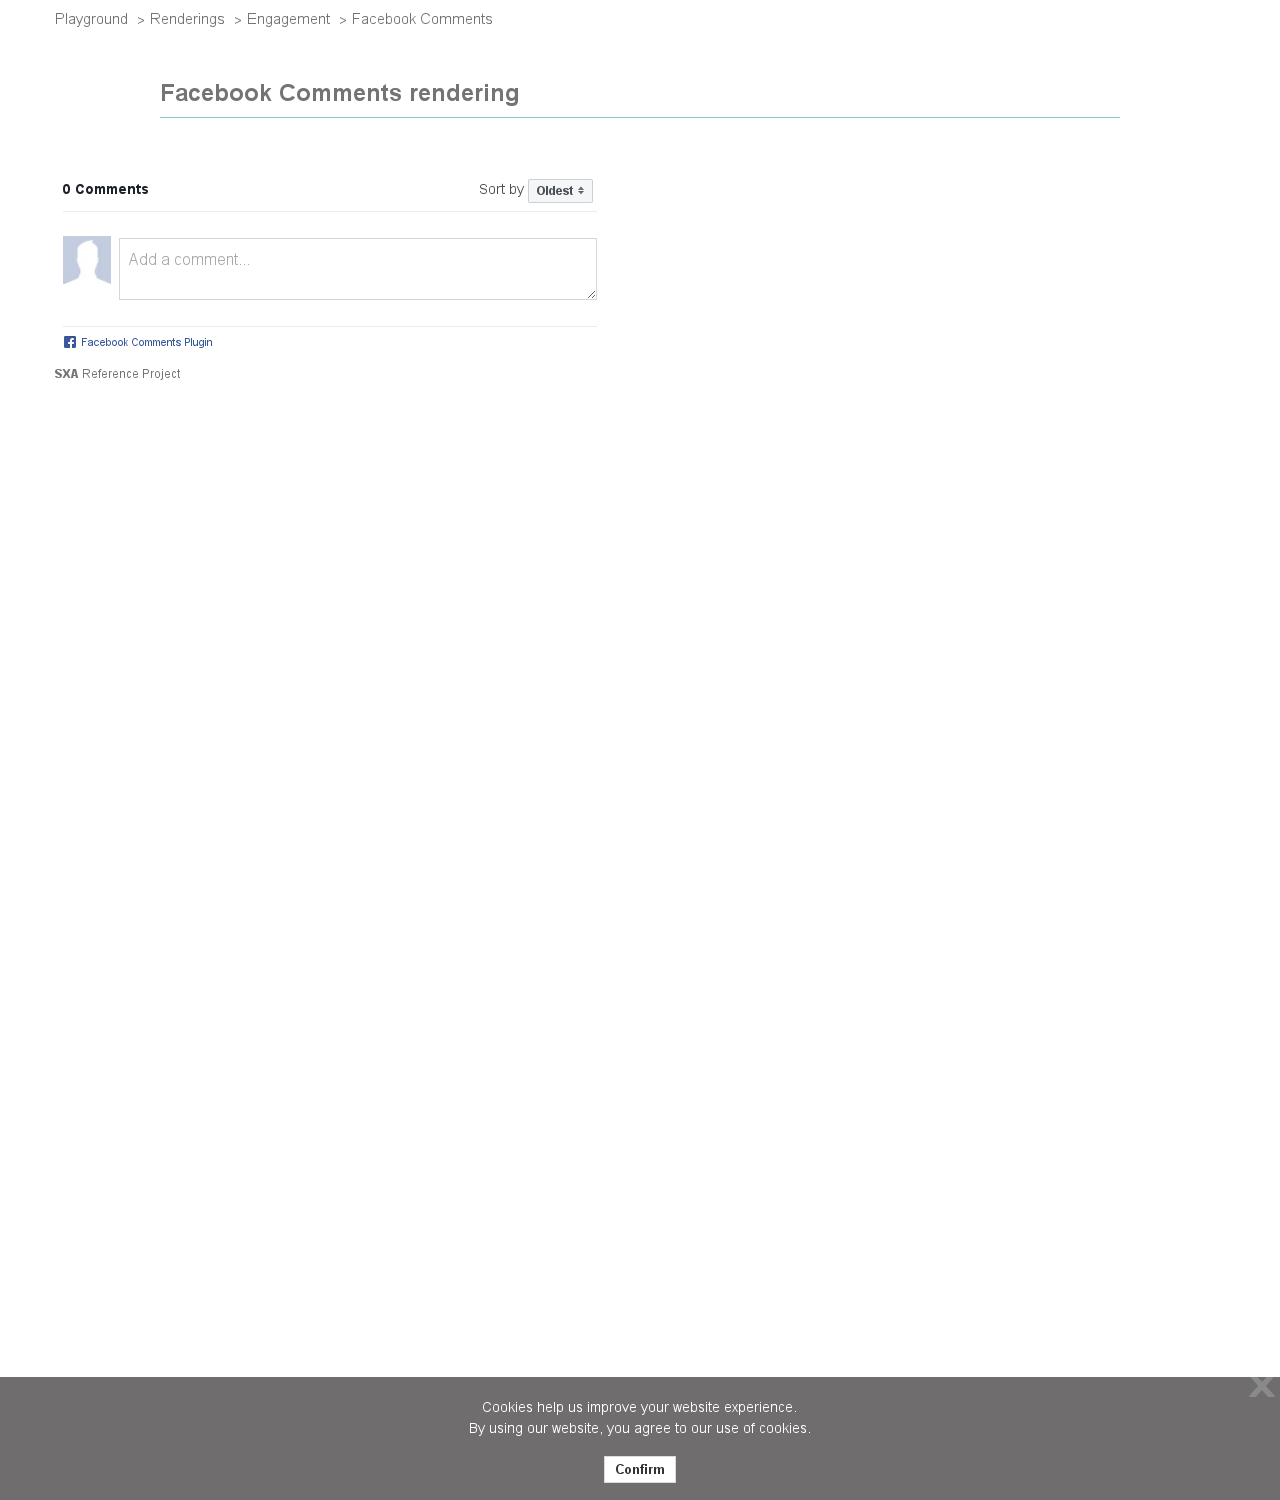 Playground > Renderings > Engagement > Facebook Comments
Facebook Comments rendering
0 Comments
Sort by Oldest
Add a comment...
Facebook Comments Plugin
SXA Reference Project
X
Cookies help us improve your website experience.
By using our website, you agree to our use of cookies.
Confirm